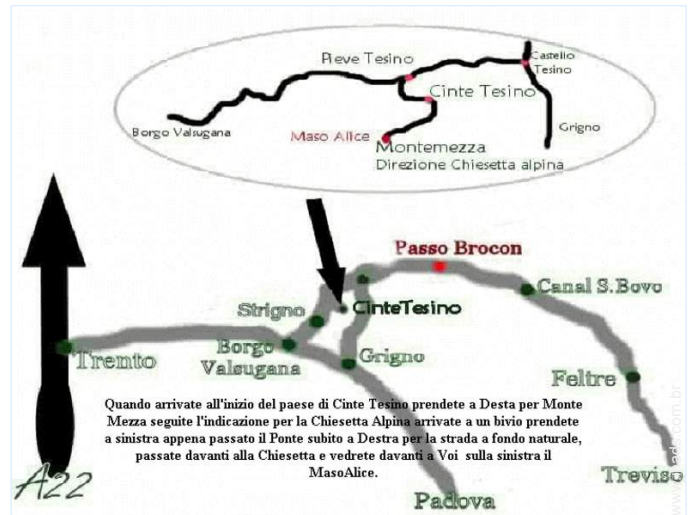 Pieve Tesino
Castello
Tesino
Cinte Tesino
Borgo Valsugana
Maso Alice
Grigno
Montemezza
Direzione Chiesetta alpina
Passo Brocon
Canal S.Bovo
Strigno
CinteTesino
Trento
Borgo
Valsugana
Grigno
Feltre
Quando arrivate all'inizio del paese di Cinte Tesino prendete a Desta per Monte
Mezza seguite l'indicazione per la Chiesetta Alpina arrivate a un bivio prendete
a sinistra appena passato il Ponte subito a Destra per la strada a fondo naturale,
passate davanti alla Chiesetta e vedrete davanti a Voi sulla sinistra il
MasoAlice.
A22
Treviso
Padova